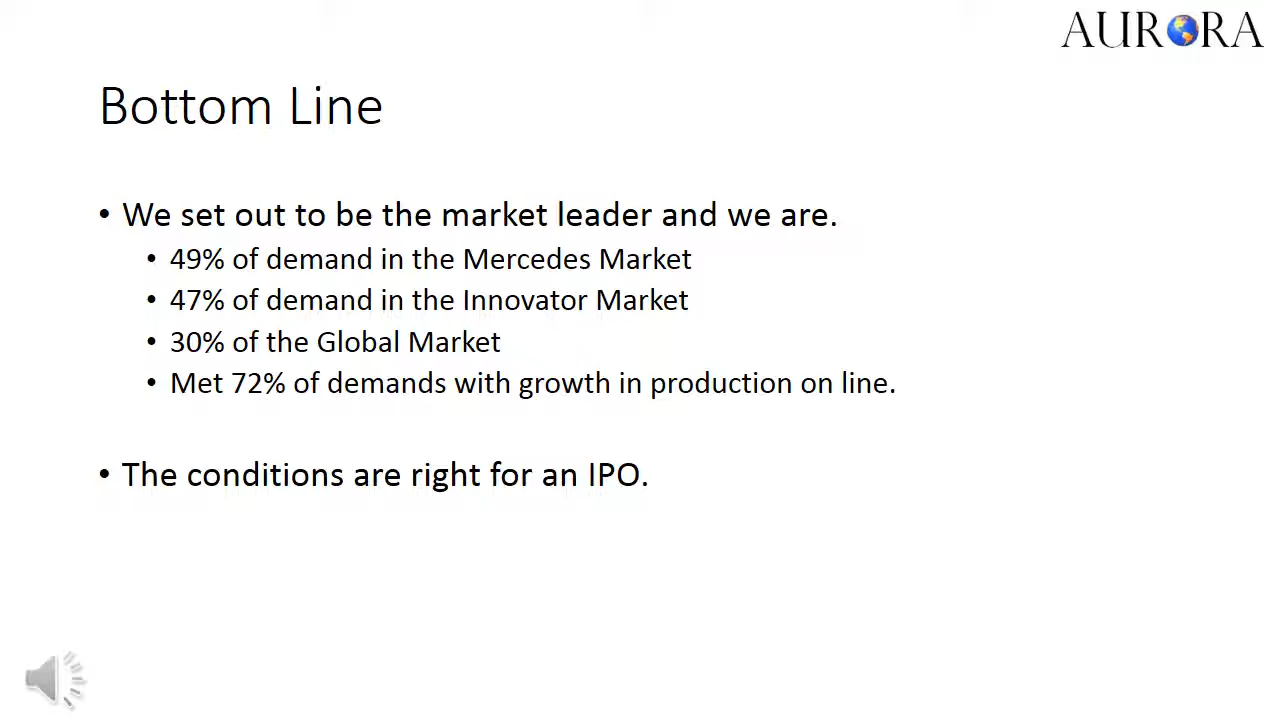 AURORA
Bottom Line
• We set out to be the market leader and we are.
• 49% of demand in the Mercedes Market
• 47% of demand in the Innovator Market
• 30% of the Global Market
• Met 72% of demands with growth in production on line.
• The conditions are right for an IPO.